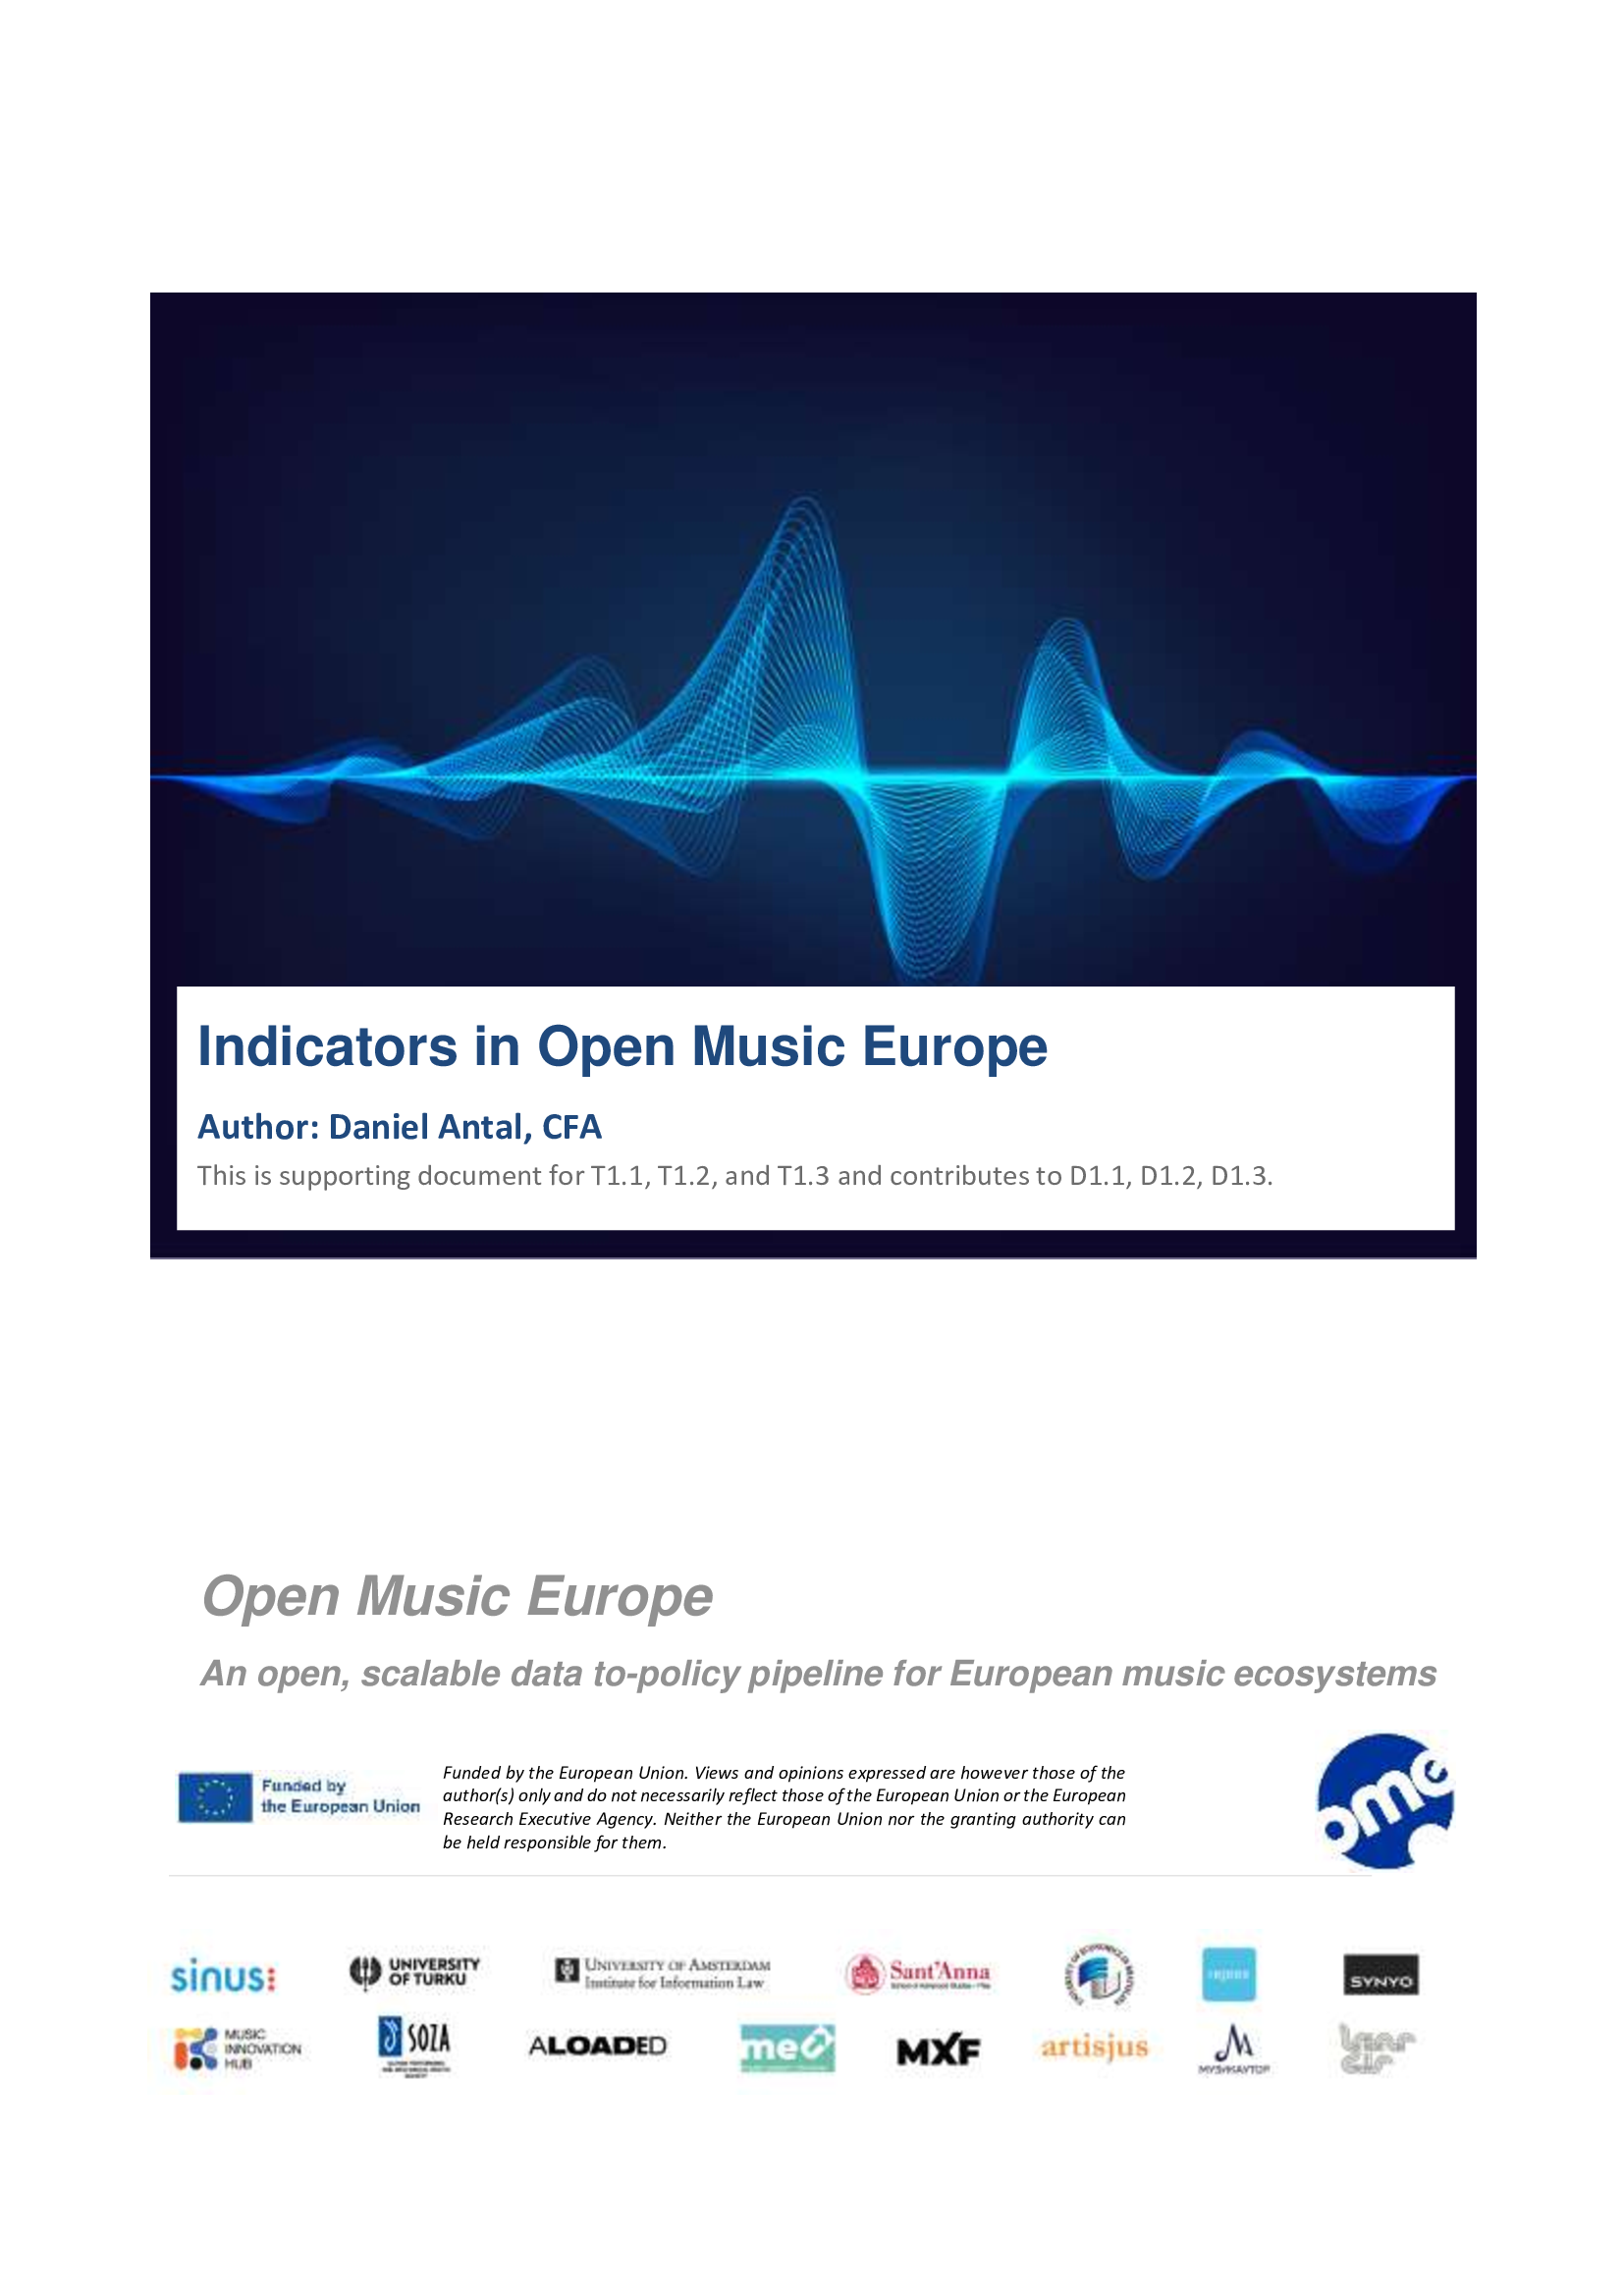 Indicators in Open Music Europe
Author: Daniel Antal, CFA
This is supporting document for T1.1, T1.2, and T1.3 and contributes to D1.1, D1.2, D1.3.
Open Music Europe
An open, scalable data to-policy pipeline for European music ecosystems
Funded by
the European Union
Funded by the European Union. Views and opinions expressed are however those of the
author(s) only and do not necessarily reflect those of the European Union or the European
Research Executive Agency. Neither the European Union nor the granting authority can
be held responsible for them.
ome
sinus:
UNIVERSITY
OF TURKU
UNIVERSITY OF AMSTERDAM
Institute for Information Law
Sant'Anna
SYNYO
MUSIC
INNOVATION
HUB
SOZA
ALOADED
me
MXF
artisjus
МУЗИКАУТОР